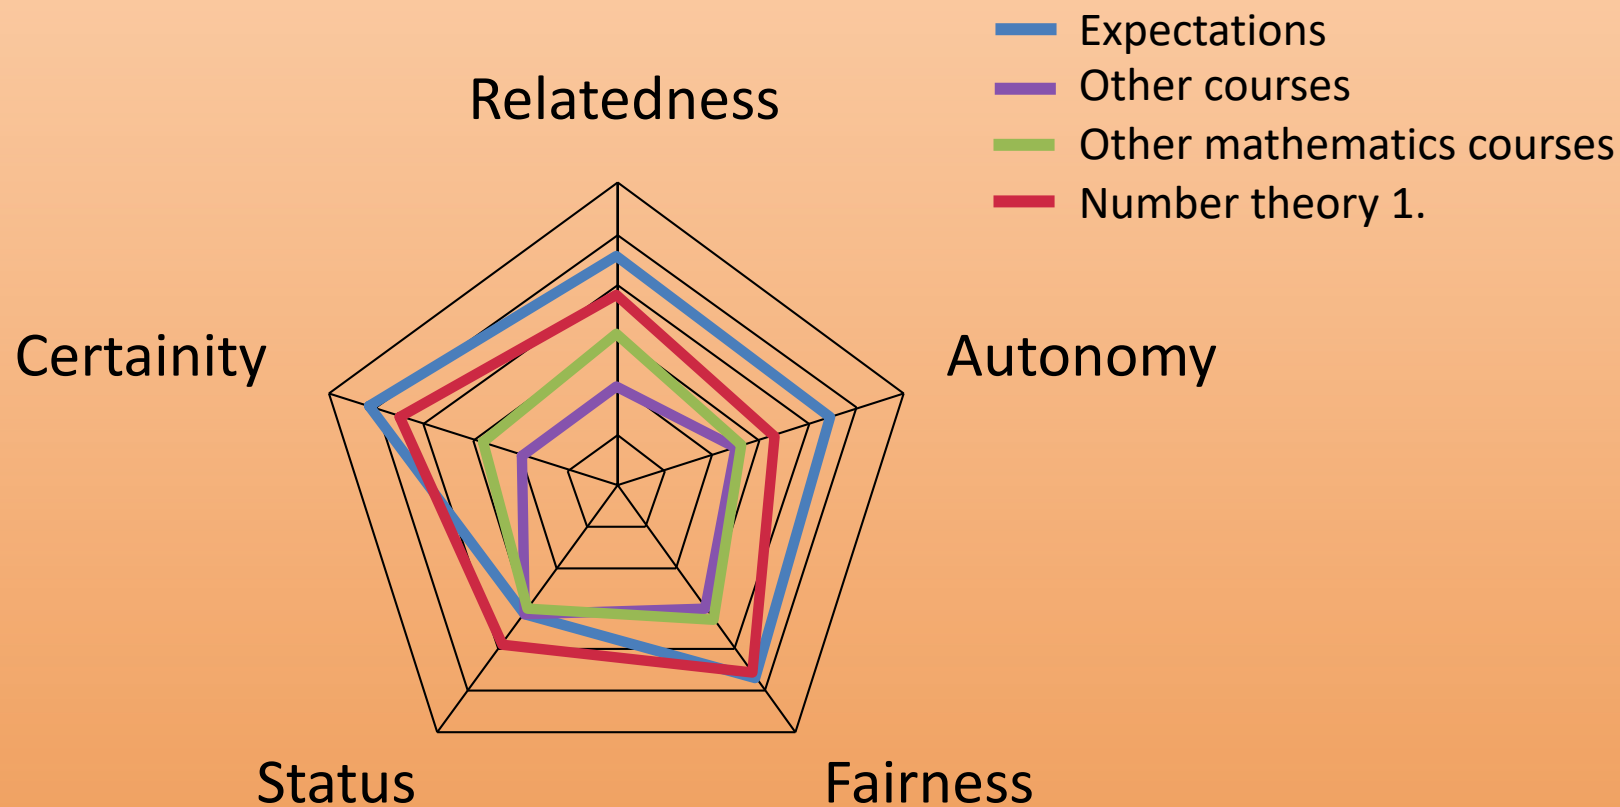 Expectations
Other courses
Other mathematics courses
Number theory 1.
Relatedness
Certainity
Autonomy
Status
Fairness